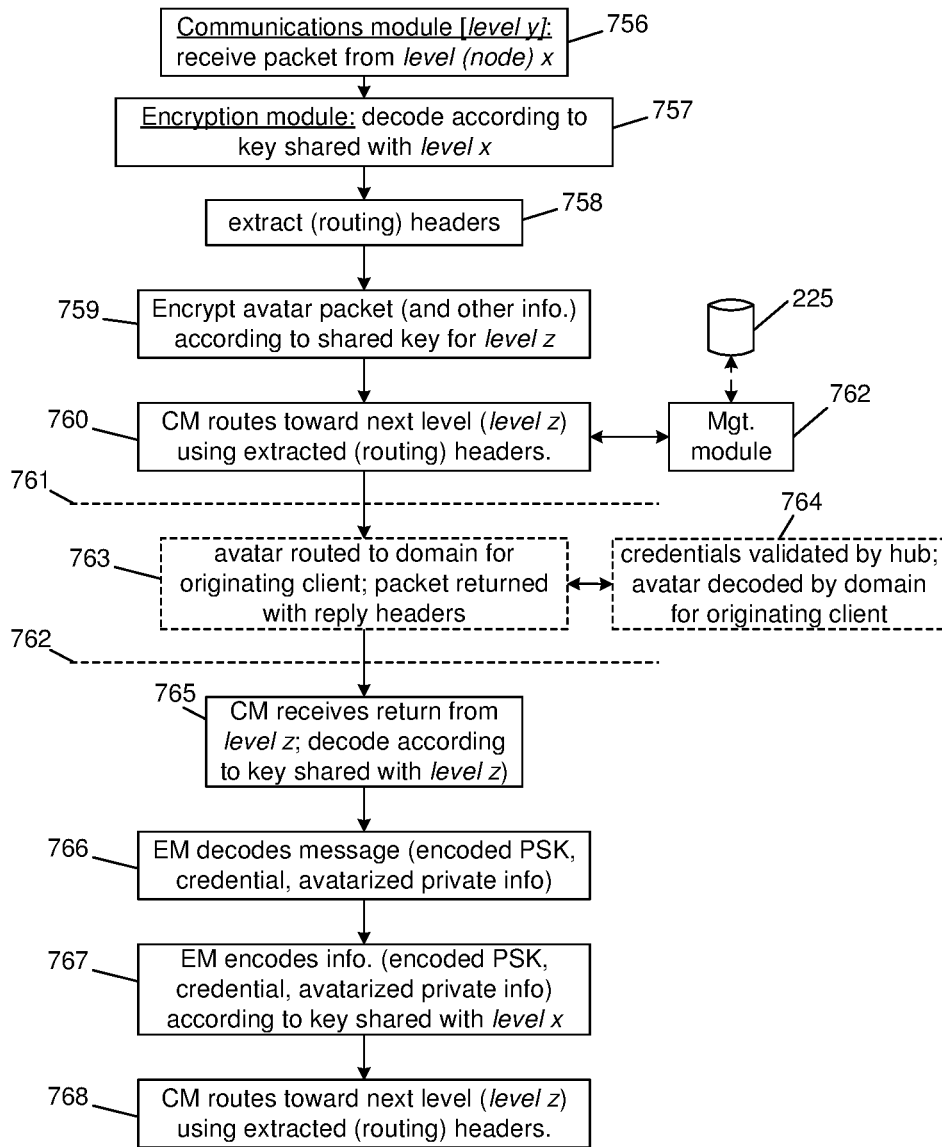 Communications module [level y]:
receive packet from level (node) x
756
Encryption module: decode according to
key shared with level x
757
extract (routing) headers
758
759
Encrypt avatar packet (and other info.)
according to shared key for level z
225
760
CM routes toward next level (level z)
using extracted (routing) headers.
Mgt.
module
762
761
763
avatar routed to domain for
originating client; packet returned
with reply headers
764
credentials validated by hub;
avatar decoded by domain
for originating client
762
765
CM receives return from
level z; decode according
to key shared with level z)
766
EM decodes message (encoded PSK,
credential, avatarized private info)
767
EM encodes info. (encoded PSK,
credential, avatarized private info)
according to key shared with level x
768
CM routes toward next level (level z)
using extracted (routing) headers.